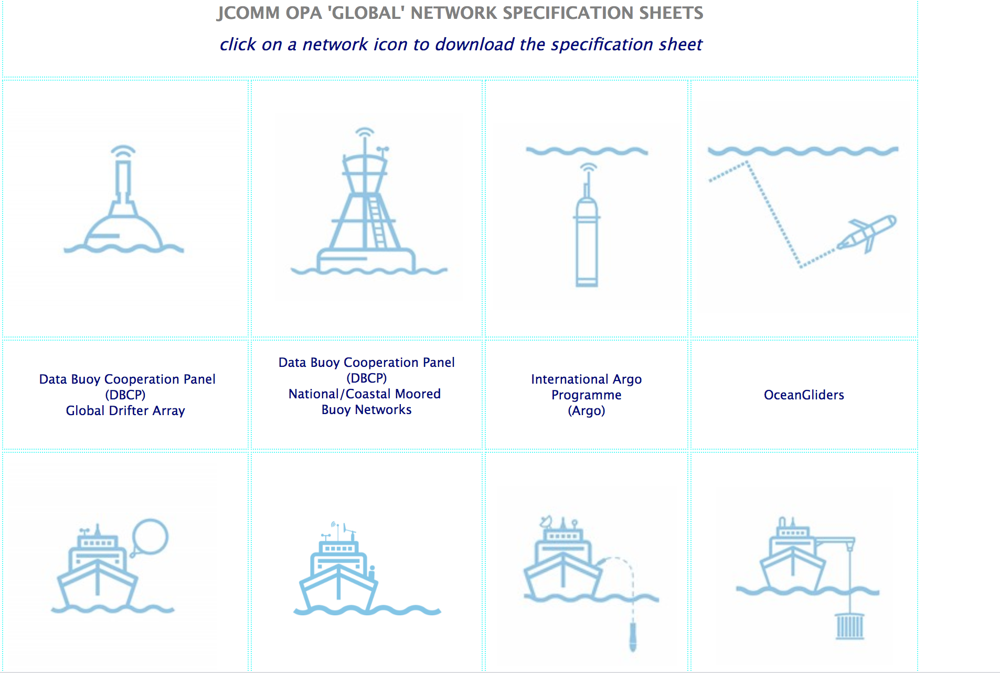 JCOMM OPA 'GLOBAL' NETWORK SPECIFICATION SHEETS
click on a network icon to download the specification sheet
Data Buoy Cooperation Panel
(DBCP)
Global Drifter Array
Data Buoy Cooperation Panel
(DBCP)
National/Coastal Moored
Buoy Networks
International Argo
Programme
(Argo)
OceanGliders